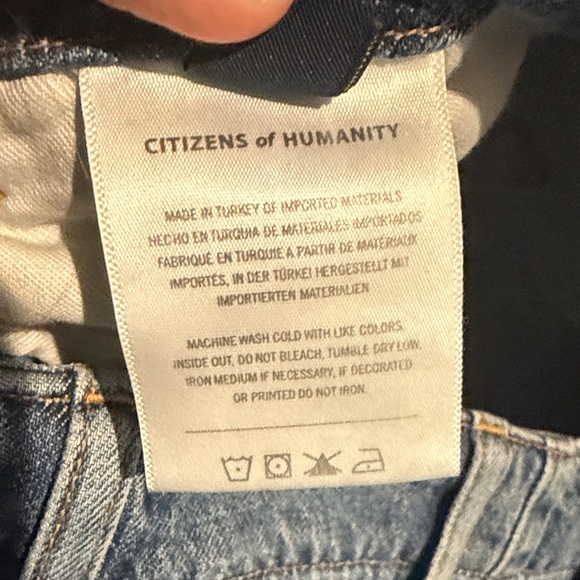 CITIZENS of HUMANITY
MADE IN TURKEY OF IMPORTED MATERIALS
HECHO EN TURQUIA DE MATERIALES IMPORTADOS
FABRIQUÉ EN TURQUIE A PARTIR DE MATÉRIAUX
IMPORTÉS, IN DER TÜRKEI HERGESTELLT MIT
IMPORTIERTEN MATERIALIEN
MACHINE WASH COLD WITH LIKE COLORS,
INSIDE OUT, DO NOT BLEACH, TUMBLE DRY LOW,
IRON MEDIUM IF NECESSARY, IF DECORATED
OR PRINTED DO NOT IRON.